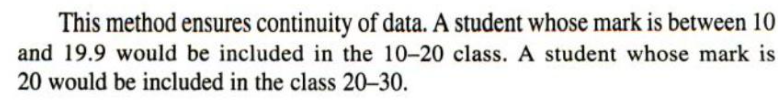 This method ensures continuity of data. A student whose mark is between 10
and 19.9 would be included in the 10–20 class. A student whose mark is
20 would be included in the class 20–30.